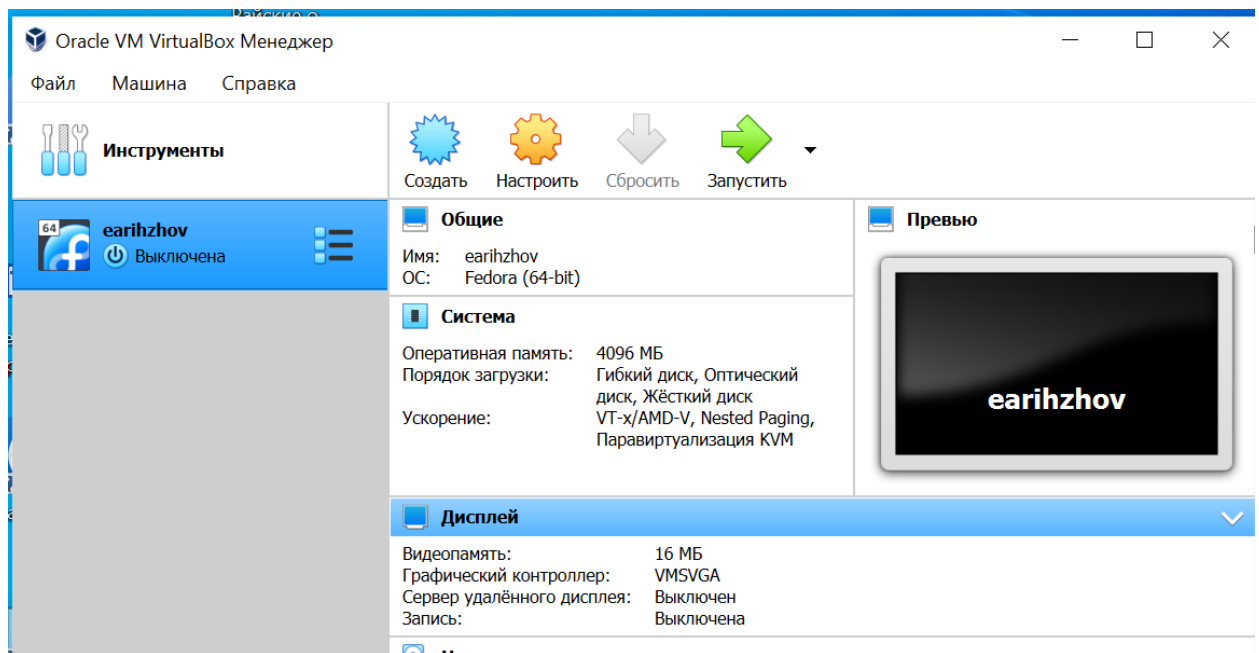 Oracle VM VirtualBox Менеджер
Файл Машина Справка
Инструменты
Создать Настроить Сбросить Запустить
64
earihzhov
Выключена
Общие
Имя: earihzhov
ОС: Fedora (64-bit)
Превью
earihzhov
Система
Оперативная память: 4096 МБ
Порядок загрузки: Гибкий диск, Оптический
диск, Жёсткий диск
Ускорение: VT-x/AMD-V, Nested Paging,
Паравиртуализация KVM
Дисплей
Видеопамять: 16 МБ
Графический контроллер: VMSVGA
Сервер удалённого дисплея: Выключен
Запись: Выключена